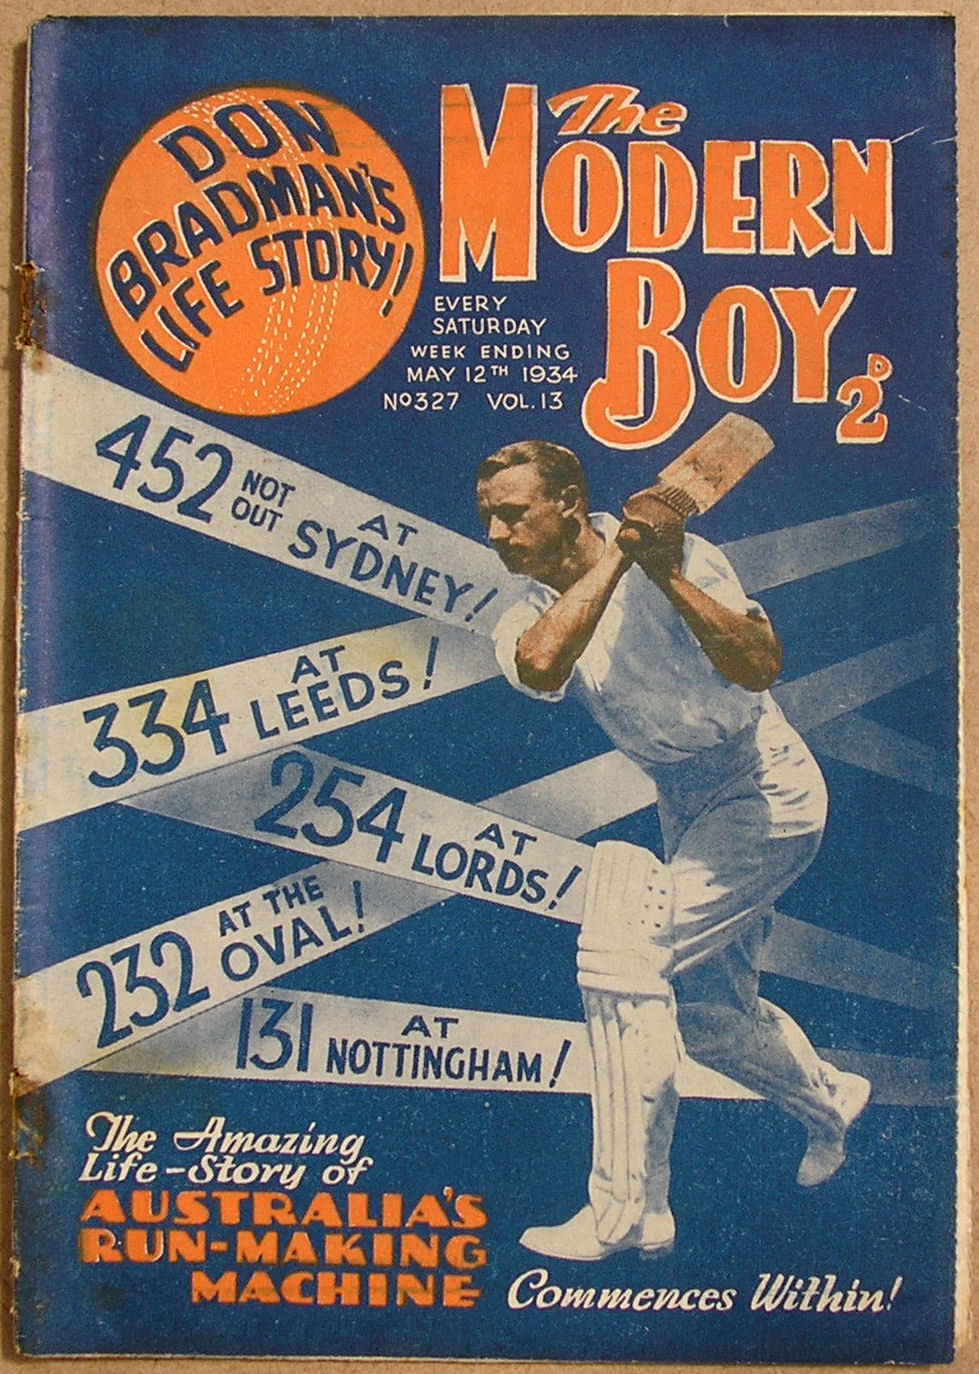 DON
BRADMAN'S
LIFE STORY!
The
MODERN
BOY
2D
EVERY
SATURDAY
WEEK ENDING
MAY 12TH 1934
No 327 VOL. 13
452 NOT OUT AT SYDNEY!
334 AT LEEDS!
254 AT LORDS!
232 AT THE OVAL!
131 AT NOTTINGHAM!
The Amazing
Life-Story of
AUSTRALIA'S
RUN-MAKING
MACHINE
Commences Within!